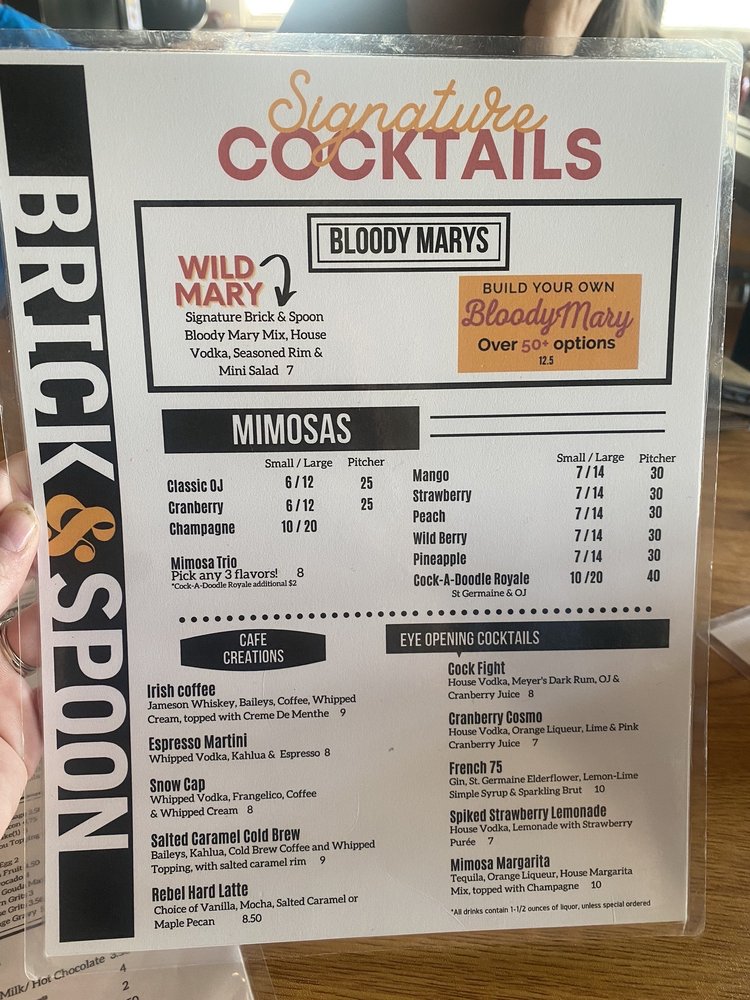 Signature
COCKTAILS
BRICK & SPOON
BLOODY MARYS
WILD
MARY
Signature Brick & Spoon
Bloody Mary Mix, House
Vodka, Seasoned Rim &
Mini Salad 7
BUILD YOUR OWN
Bloody Mary
Over 50+ options
12.5
MIMOSAS
Small / Large Pitcher
Classic OJ 6 / 12 25
Cranberry 6 / 12 25
Champagne 10 / 20
Mimosa Trio
Pick any 3 flavors! 8
*Cock-A-Doodle Royale additional $2
Small / Large Pitcher
Mango 7 / 14 30
Strawberry 7 / 14 30
Peach 7 / 14 30
Wild Berry 7 / 14 30
Pineapple 7 / 14 30
Cock-A-Doodle Royale 10 /20 40
St Germaine & OJ
CAFE
CREATIONS
Irish coffee
Jameson Whiskey, Baileys, Coffee, Whipped
Cream, topped with Creme De Menthe 9
Espresso Martini
Whipped Vodka, Kahlua & Espresso 8
Snow Cap
Whipped Vodka, Frangelico, Coffee
& Whipped Cream 8
Salted Caramel Cold Brew
Baileys, Kahlua, Cold Brew Coffee and Whipped
Topping, with salted caramel rim 9
Rebel Hard Latte
Choice of Vanilla, Mocha, Salted Caramel or
Maple Pecan 8.50
EYE OPENING COCKTAILS
Cock Fight
House Vodka, Meyer's Dark Rum, OJ &
Cranberry Juice 8
Cranberry Cosmo
House Vodka, Orange Liqueur, Lime & Pink
Cranberry Juice 7
French 75
Gin, St. Germaine Elderflower, Lemon-Lime
Simple Syrup & Sparkling Brut 10
Spiked Strawberry Lemonade
House Vodka, Lemonade with Strawberry
Purée 7
Mimosa Margarita
Tequila, Orange Liqueur, House Margarita
Mix, topped with Champagne 10
*All drinks contain 1-1/2 ounces of liquor, unless special ordered
Egg 2
Fruit 4.50
Grits 3
Gravy
Milk/ Hot Chocolate
4
2